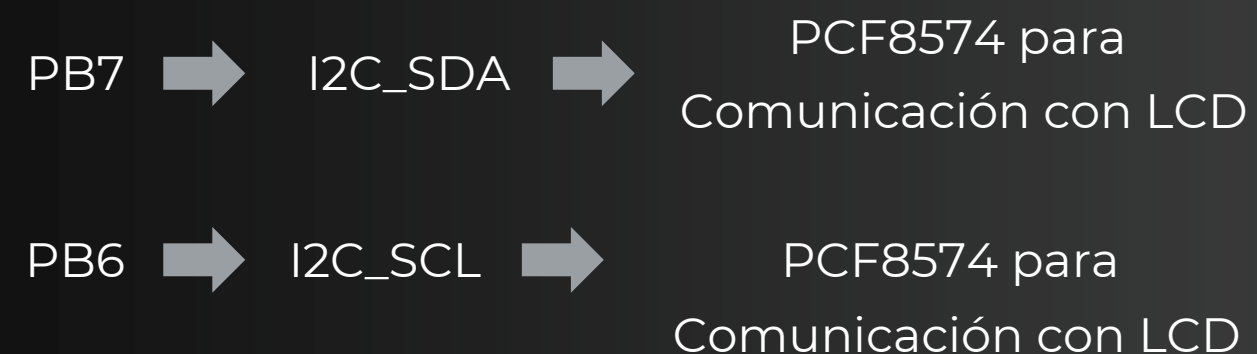 PB7 I2C_SDA PCF8574 para
Comunicación con LCD
PB6 I2C_SCL PCF8574 para
Comunicación con LCD